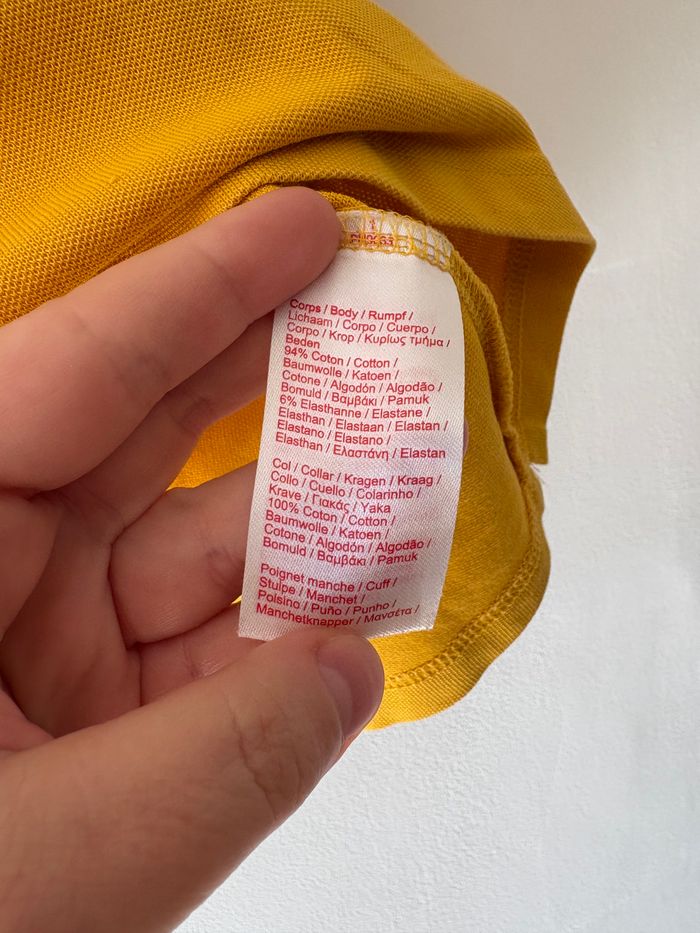 Corps / Body / Rumpf /
Lichaam / Corpo / Cuerpo /
Corpo / Krop / Κυρίως τμήμα /
Beden
94% Coton / Cotton /
Baumwolle / Katoen /
Cotone / Algodón / Algodão /
Bomuld / Βαμβάκι / Pamuk
6% Elasthanne / Elastane /
Elasthan / Elastaan / Elastan /
Elastano / Elastano /
Elasthan / Ελαστάνη / Elastan
Col / Collar / Kragen / Kraag /
Collo / Cuello / Colarinho /
Krave / Γιακάς / Yaka
100% Coton / Cotton /
Baumwolle / Katoen /
Cotone / Algodón / Algodão /
Bomuld / Βαμβάκι / Pamuk
Poignet manche / Cuff /
Stulpe / Manchet /
Polsino / Puño / Punho /
Manchetknapper / Μανσέτα /